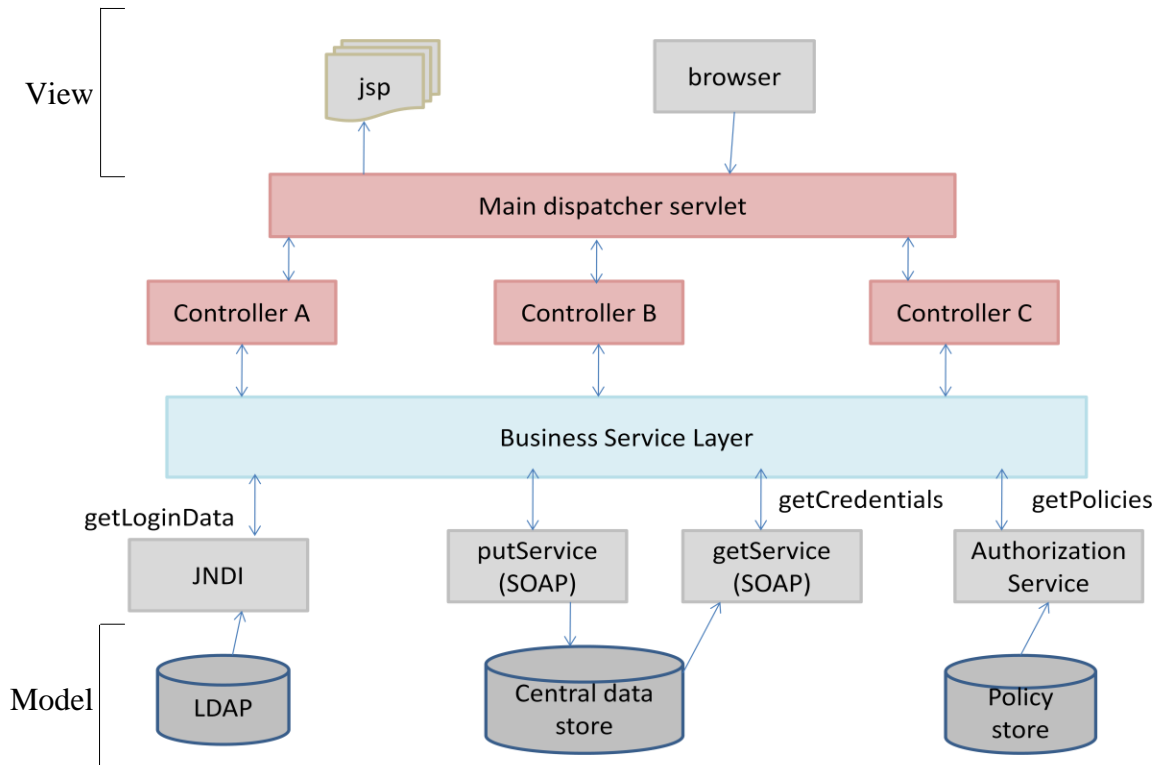 View
jsp
browser
Main dispatcher servlet
Controller A
Controller B
Controller C
Business Service Layer
getLoginData
getCredentials
getPolicies
JNDI
putService
(SOAP)
getService
(SOAP)
Authorization
Service
Model
LDAP
Central data
store
Policy
store